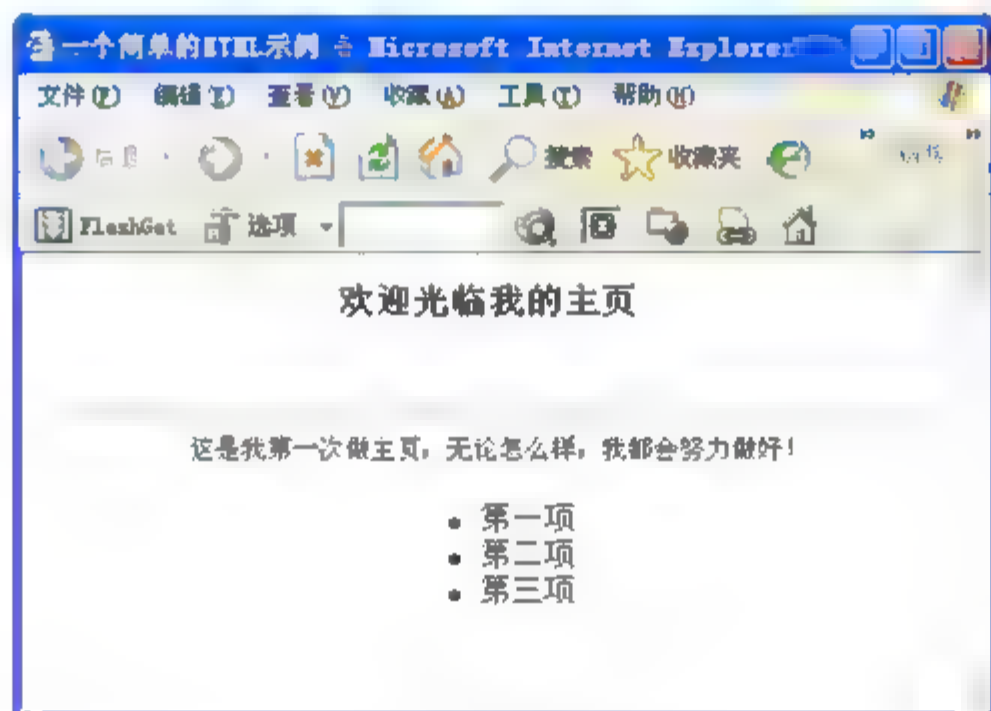 一个简单的HTML示例 - Microsoft Internet Explorer
文件(F) 编辑(E) 查看(V) 收藏(A) 工具(T) 帮助(H)
搜索 收藏夹
FlashGet 选项
欢迎光临我的主页
这是我第一次做主页，无论怎么样，我都会努力做好！
• 第一项
• 第二项
• 第三项